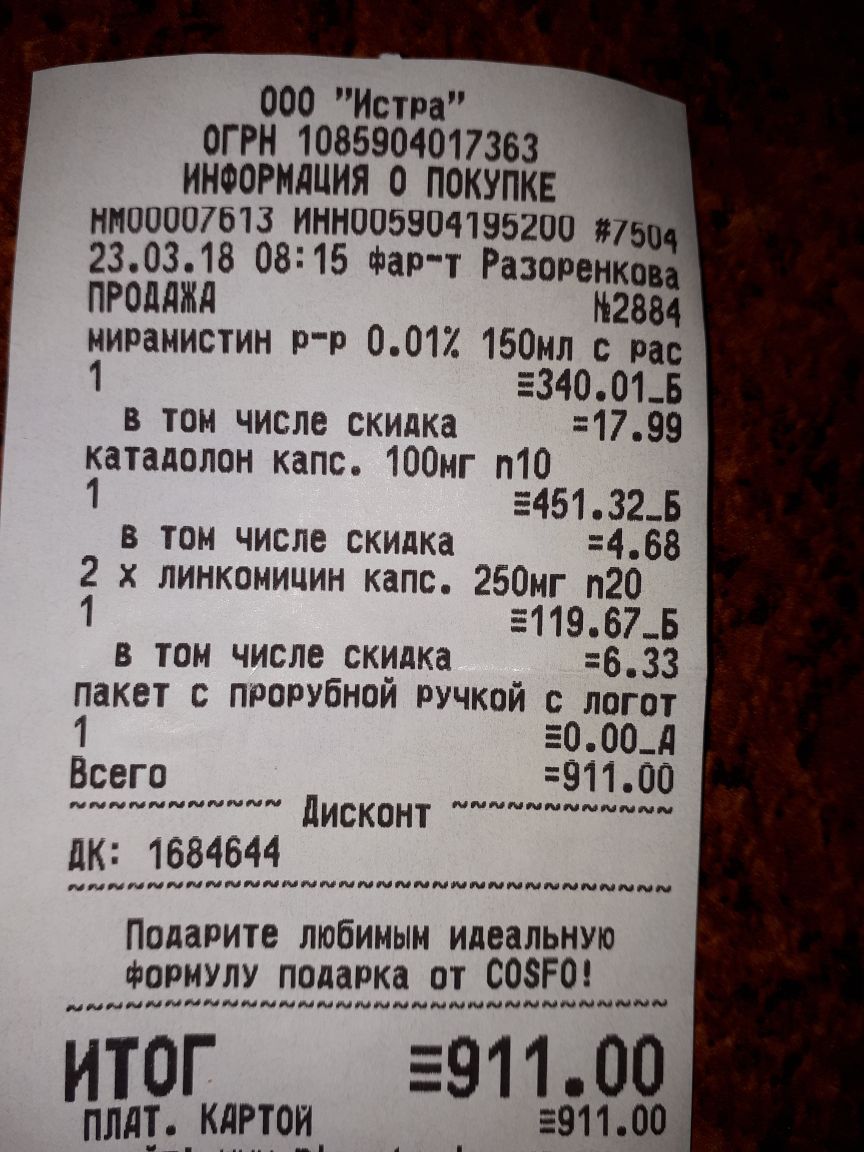 ООО "Истра"
ОГРН 1085904017363
ИНФОРМАЦИЯ О ПОКУПКЕ
НМ00007613 ИНН005904195200 #7504
23.03.18 08:15 фар-т Разоренкова
ПРОДАЖА №2884
мирамистин р-р 0.01% 150мл с рас
1 ≡340.01_Б
в том числе скидка =17.99
катадолон капс. 100мг n10
1 ≡451.32_Б
в том числе скидка =4.68
2 х линкомицин капс. 250мг n20
1 ≡119.67_Б
в том числе скидка =6.33
пакет с прорубной ручкой с логот
1 ≡0.00_А
Всего =911.00
~~~~~~~~~~~~ Дисконт ~~~~~~~~~~~~
ДК: 1684644
~~~~~~~~~~~~~~~~~~~~~~~~~~~~~~~~
Подарите любимым идеальную
формулу подарка от COSFO!
~~~~~~~~~~~~~~~~~~~~~~~~~~~~~~~~
ИТОГ ≡911.00
ПЛАТ. КАРТОЙ ≡911.00